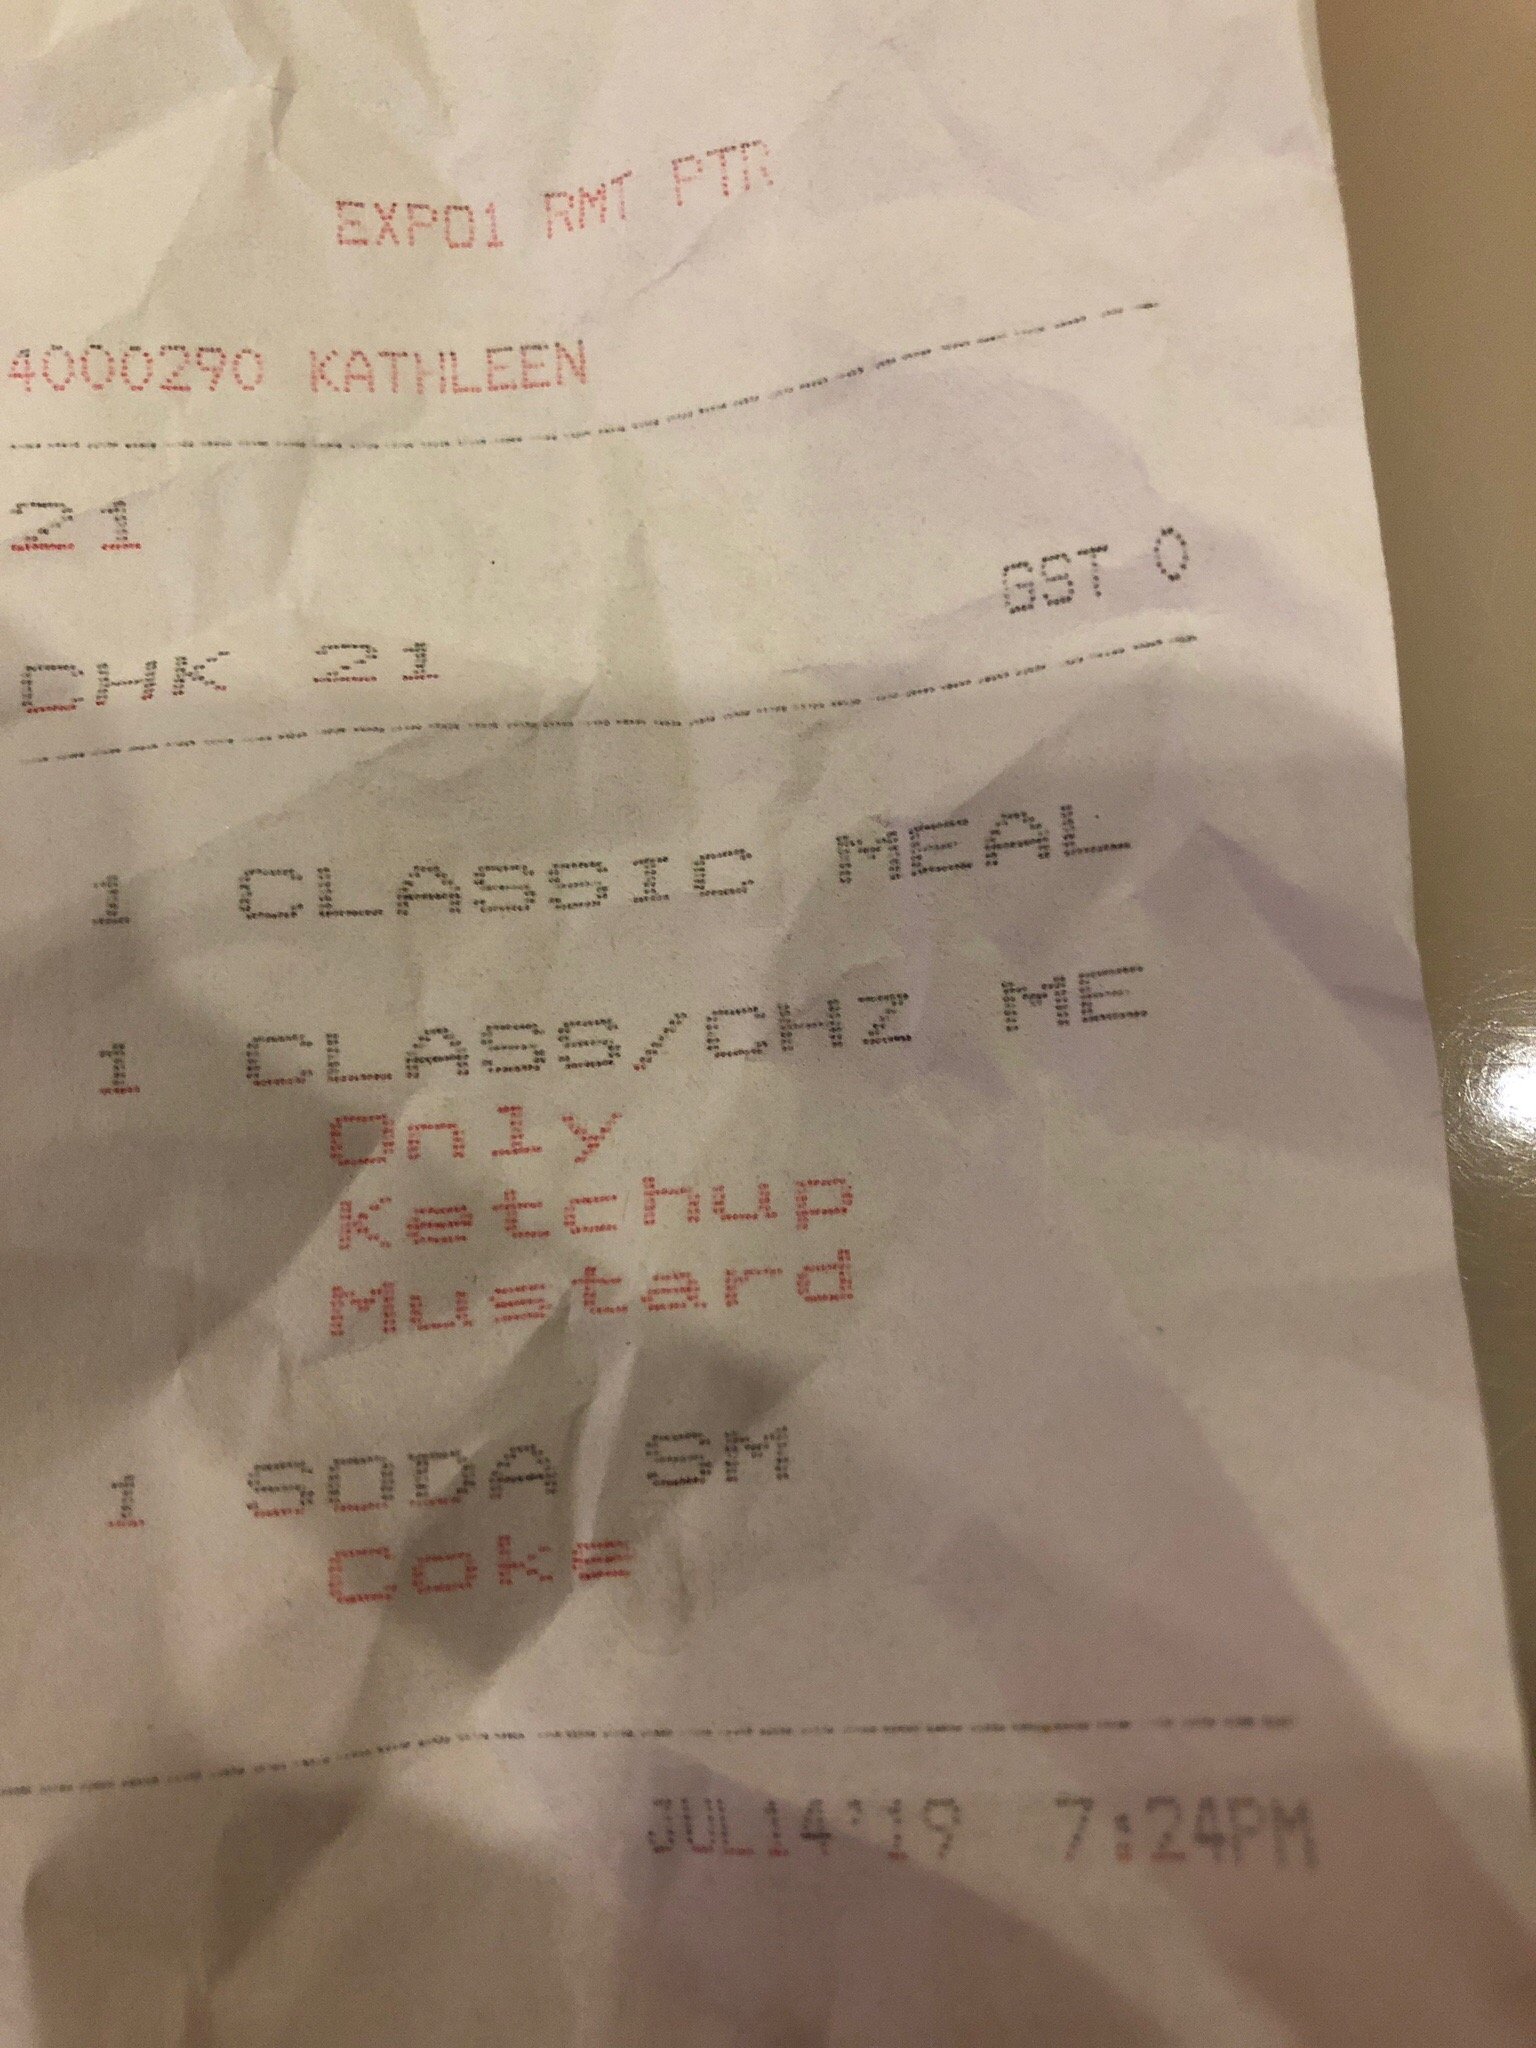 EXPO1 RMT PTR
4000290 KATHLEEN
21
CHK 21 GST 0
1 CLASSIC MEAL
1 CLASS/CHZ ME
Only
Ketchup
Mustard
1 SODA SM
Coke
JUL14'19 7:24PM